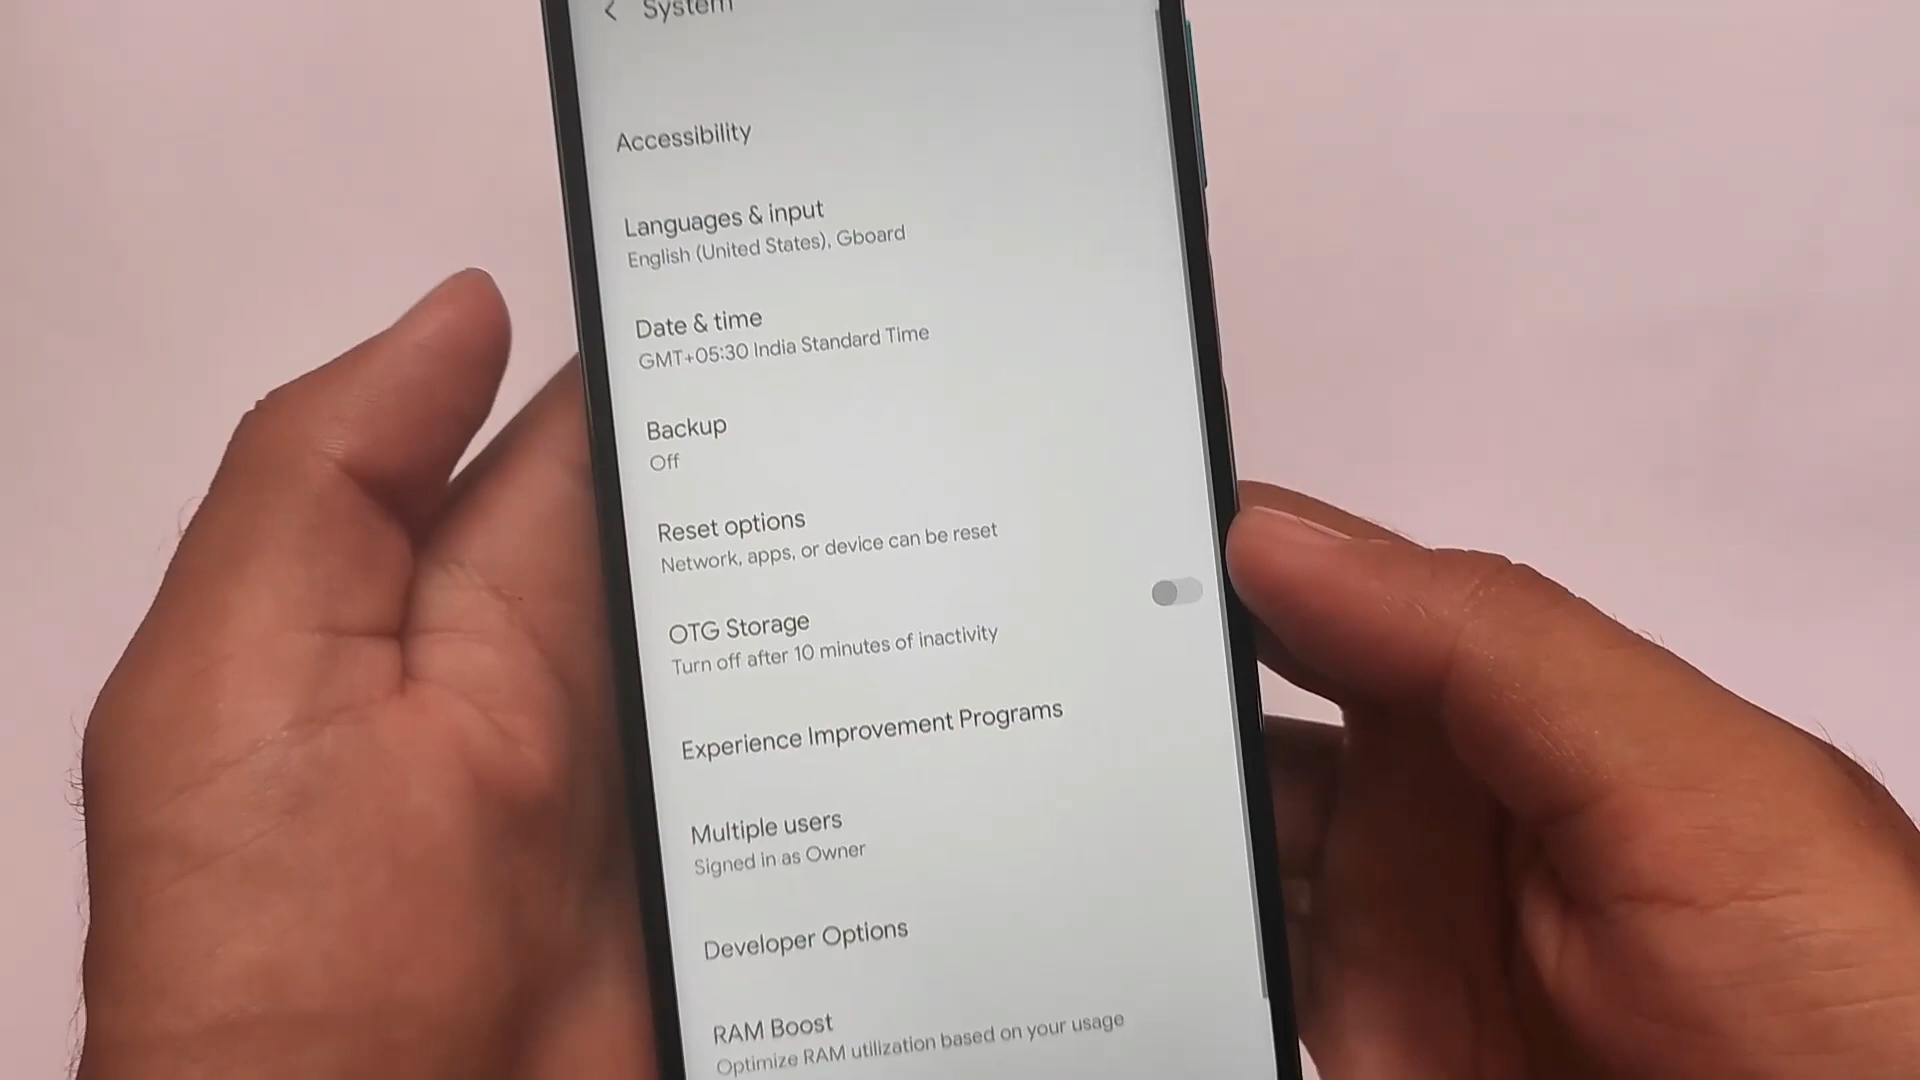 System
Accessibility
Languages & input
English (United States), Gboard
Date & time
GMT+05:30 India Standard Time
Backup
Off
Reset options
Network, apps, or device can be reset
OTG Storage
Turn off after 10 minutes of inactivity
Experience Improvement Programs
Multiple users
Signed in as Owner
Developer Options
RAM Boost
Optimize RAM utilization based on your usage